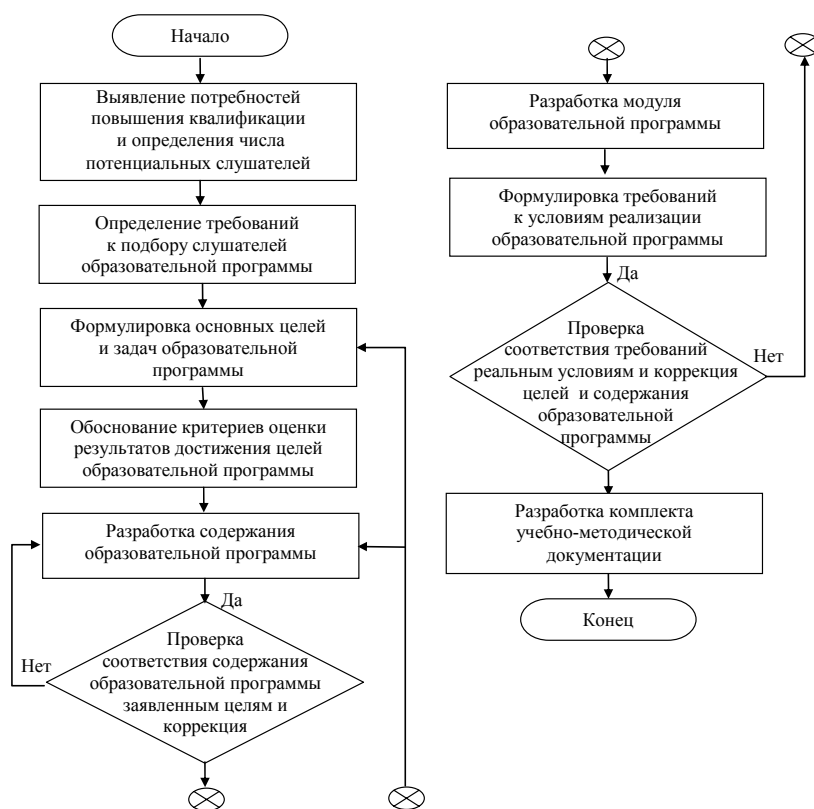 Начало
Выявление потребностей
повышения квалификации
и определения числа
потенциальных слушателей
Определение требований
к подбору слушателей
образовательной программы
Формулировка основных целей
и задач образовательной
программы
Обоснование критериев оценки
результатов достижения целей
образовательной программы
Разработка содержания
образовательной программы
Да
Нет
Проверка
соответствия содержания
образовательной программы
заявленным целям и
коррекция
Разработка модуля
образовательной программы
Формулировка требований
к условиям реализации
образовательной программы
Да
Нет
Проверка
соответствия требований
реальным условиям и коррекция
целей и содержания
образовательной
программы
Разработка комплекта
учебно-методической
документации
Конец